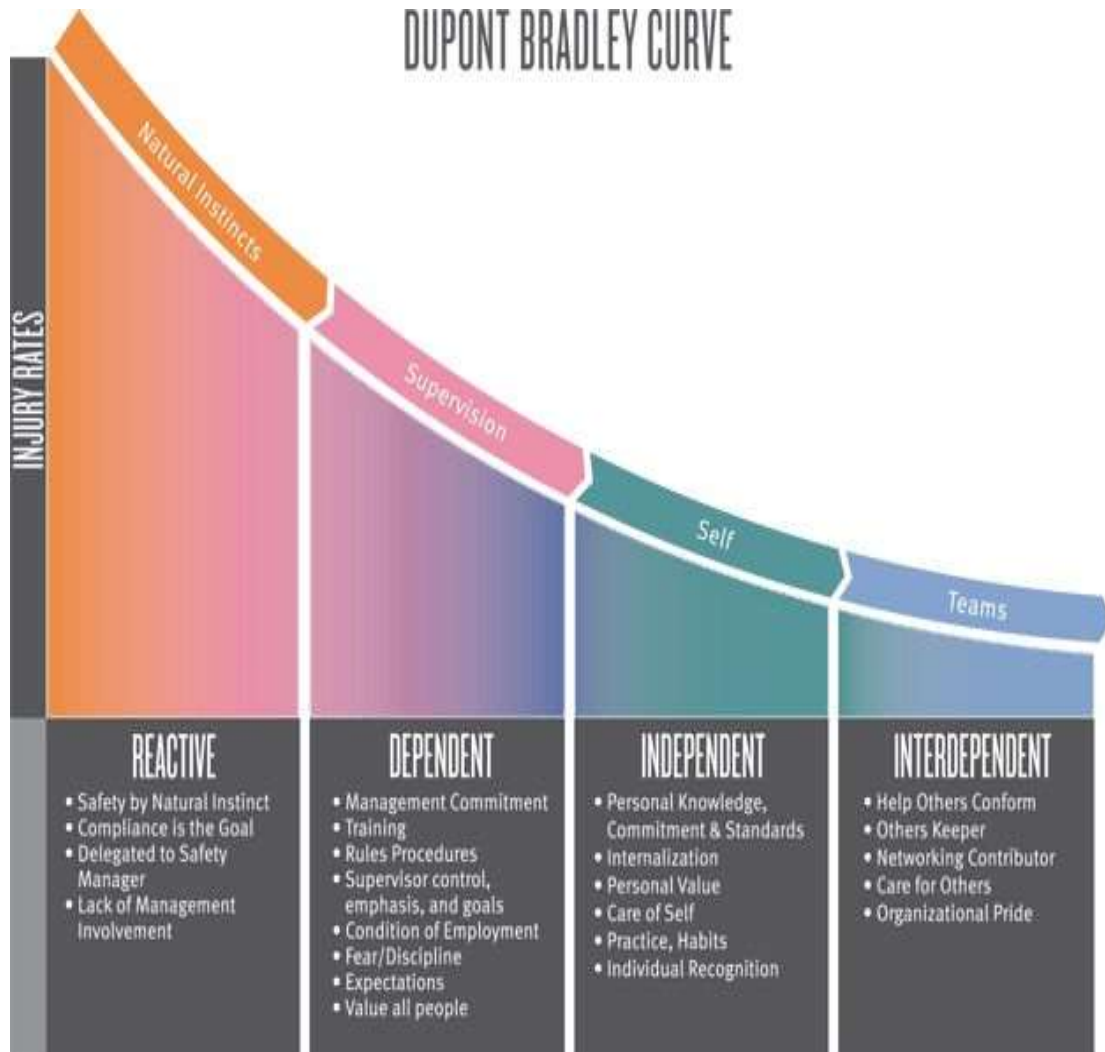 DUPONT BRADLEY CURVE
INJURY RATES
Natural Instincts
Supervision
Self
Teams
REACTIVE
• Safety by Natural Instinct
• Compliance is the Goal
• Delegated to Safety
Manager
• Lack of Management
Involvement
DEPENDENT
• Management Commitment
• Training
• Rules Procedures
• Supervisor control,
emphasis, and goals
• Condition of Employment
• Fear/Discipline
• Expectations
• Value all people
INDEPENDENT
• Personal Knowledge,
Commitment & Standards
• Internalization
• Personal Value
• Care of Self
• Practice, Habits
• Individual Recognition
INTERDEPENDENT
• Help Others Conform
• Others Keeper
• Networking Contributor
• Care for Others
• Organizational Pride